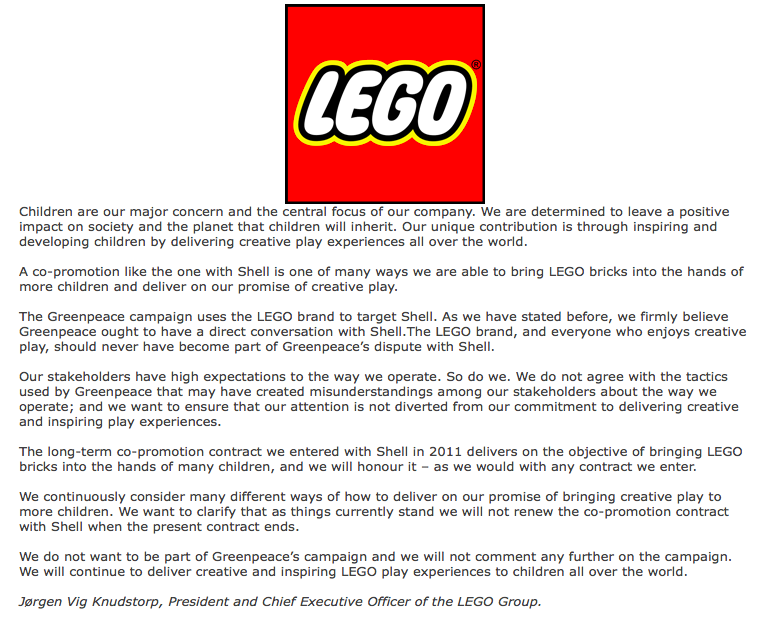 LEGO®
Children are our major concern and the central focus of our company. We are determined to leave a positive
impact on society and the planet that children will inherit. Our unique contribution is through inspiring and
developing children by delivering creative play experiences all over the world.
A co-promotion like the one with Shell is one of many ways we are able to bring LEGO bricks into the hands of
more children and deliver on our promise of creative play.
The Greenpeace campaign uses the LEGO brand to target Shell. As we have stated before, we firmly believe
Greenpeace ought to have a direct conversation with Shell.The LEGO brand, and everyone who enjoys creative
play, should never have become part of Greenpeace’s dispute with Shell.
Our stakeholders have high expectations to the way we operate. So do we. We do not agree with the tactics
used by Greenpeace that may have created misunderstandings among our stakeholders about the way we
operate; and we want to ensure that our attention is not diverted from our commitment to delivering creative
and inspiring play experiences.
The long-term co-promotion contract we entered with Shell in 2011 delivers on the objective of bringing LEGO
bricks into the hands of many children, and we will honour it – as we would with any contract we enter.
We continuously consider many different ways of how to deliver on our promise of bringing creative play to
more children. We want to clarify that as things currently stand we will not renew the co-promotion contract
with Shell when the present contract ends.
We do not want to be part of Greenpeace’s campaign and we will not comment any further on the campaign.
We will continue to deliver creative and inspiring LEGO play experiences to children all over the world.
Jørgen Vig Knudstorp, President and Chief Executive Officer of the LEGO Group.